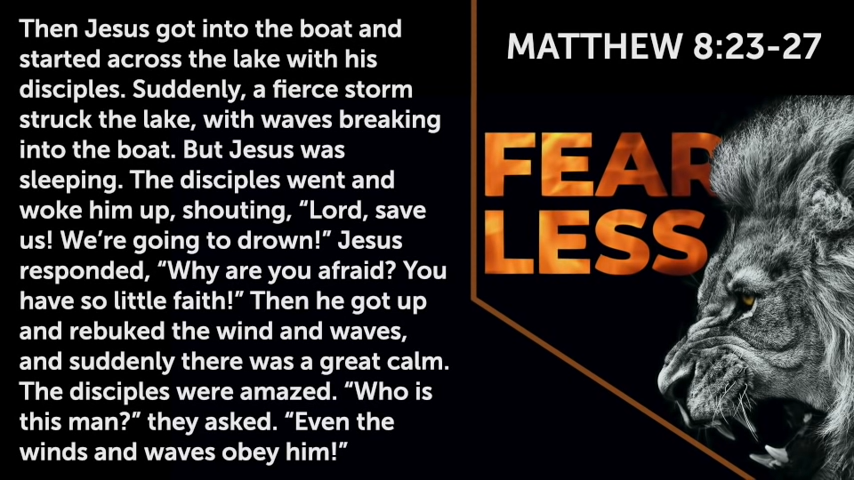 Then Jesus got into the boat and
started across the lake with his
disciples. Suddenly, a fierce storm
struck the lake, with waves breaking
into the boat. But Jesus was
sleeping. The disciples went and
woke him up, shouting, “Lord, save
us! We’re going to drown!” Jesus
responded, “Why are you afraid? You
have so little faith!” Then he got up
and rebuked the wind and waves,
and suddenly there was a great calm.
The disciples were amazed. “Who is
this man?” they asked. “Even the
winds and waves obey him!”
MATTHEW 8:23-27
FEAR
LESS